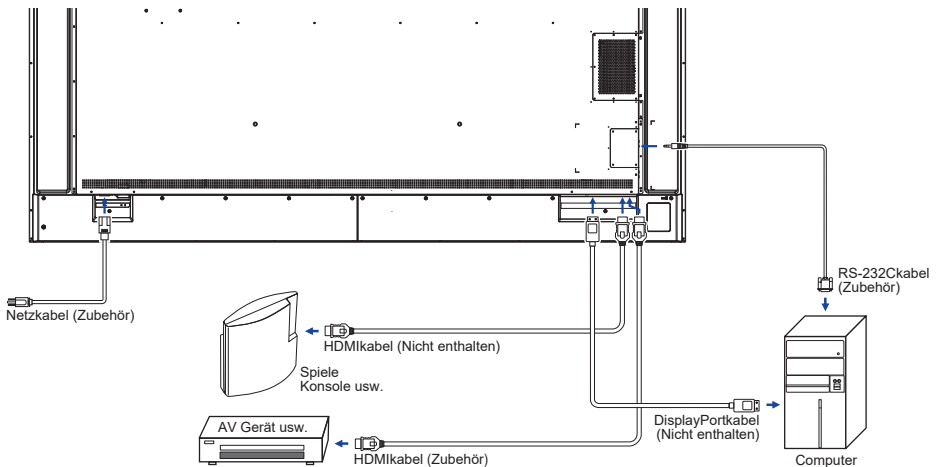 RS-232Ckabel
(Zubehör)
Netzkabel (Zubehör)
HDMIkabel (Nicht enthalten)
Spiele
Konsole usw.
AV Gerät usw.
DisplayPortkabel
(Nicht enthalten)
HDMIkabel (Zubehör)
Computer